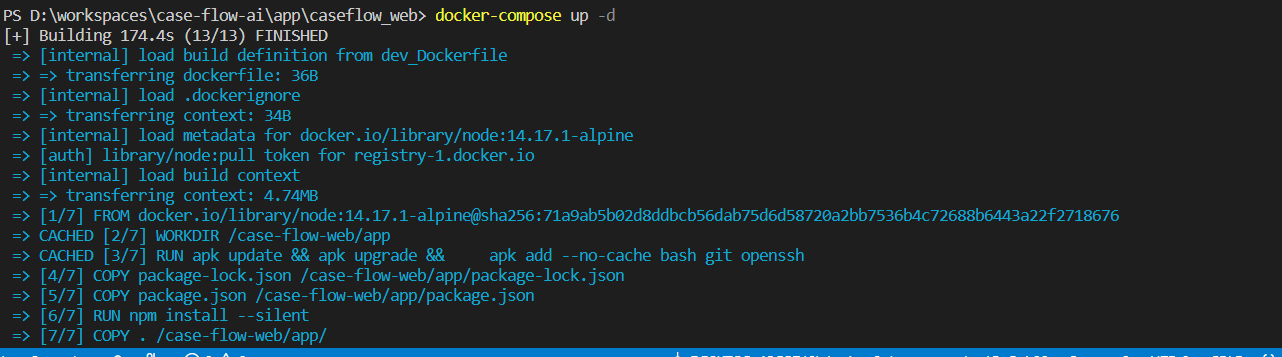 PS D:\workspaces\case-flow-ai\app\caseflow_web> docker-compose up -d
[+] Building 174.4s (13/13) FINISHED
=> [internal] load build definition from dev_Dockerfile
=> => transferring dockerfile: 36B
=> [internal] load .dockerignore
=> => transferring context: 34B
=> [internal] load metadata for docker.io/library/node:14.17.1-alpine
=> [auth] library/node:pull token for registry-1.docker.io
=> [internal] load build context
=> => transferring context: 4.74MB
=> [1/7] FROM docker.io/library/node:14.17.1-alpine@sha256:71a9ab5b02d8ddbcb56dab75d6d58720a2bb7536b4c72688b6443a22f2718676
=> CACHED [2/7] WORKDIR /case-flow-web/app
=> CACHED [3/7] RUN apk update && apk upgrade &&     apk add --no-cache bash git openssh
=> [4/7] COPY package-lock.json /case-flow-web/app/package-lock.json
=> [5/7] COPY package.json /case-flow-web/app/package.json
=> [6/7] RUN npm install --silent
=> [7/7] COPY . /case-flow-web/app/